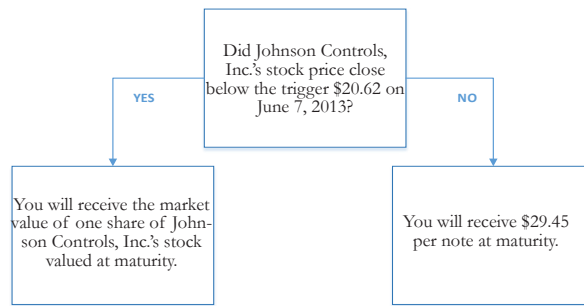 Did Johnson Controls,
Inc.'s stock price close
below the trigger $20.62 on
June 7, 2013?
YES
NO
You will receive the market
value of one share of John-
son Controls, Inc.'s stock
valued at maturity.
You will receive $29.45
per note at maturity.